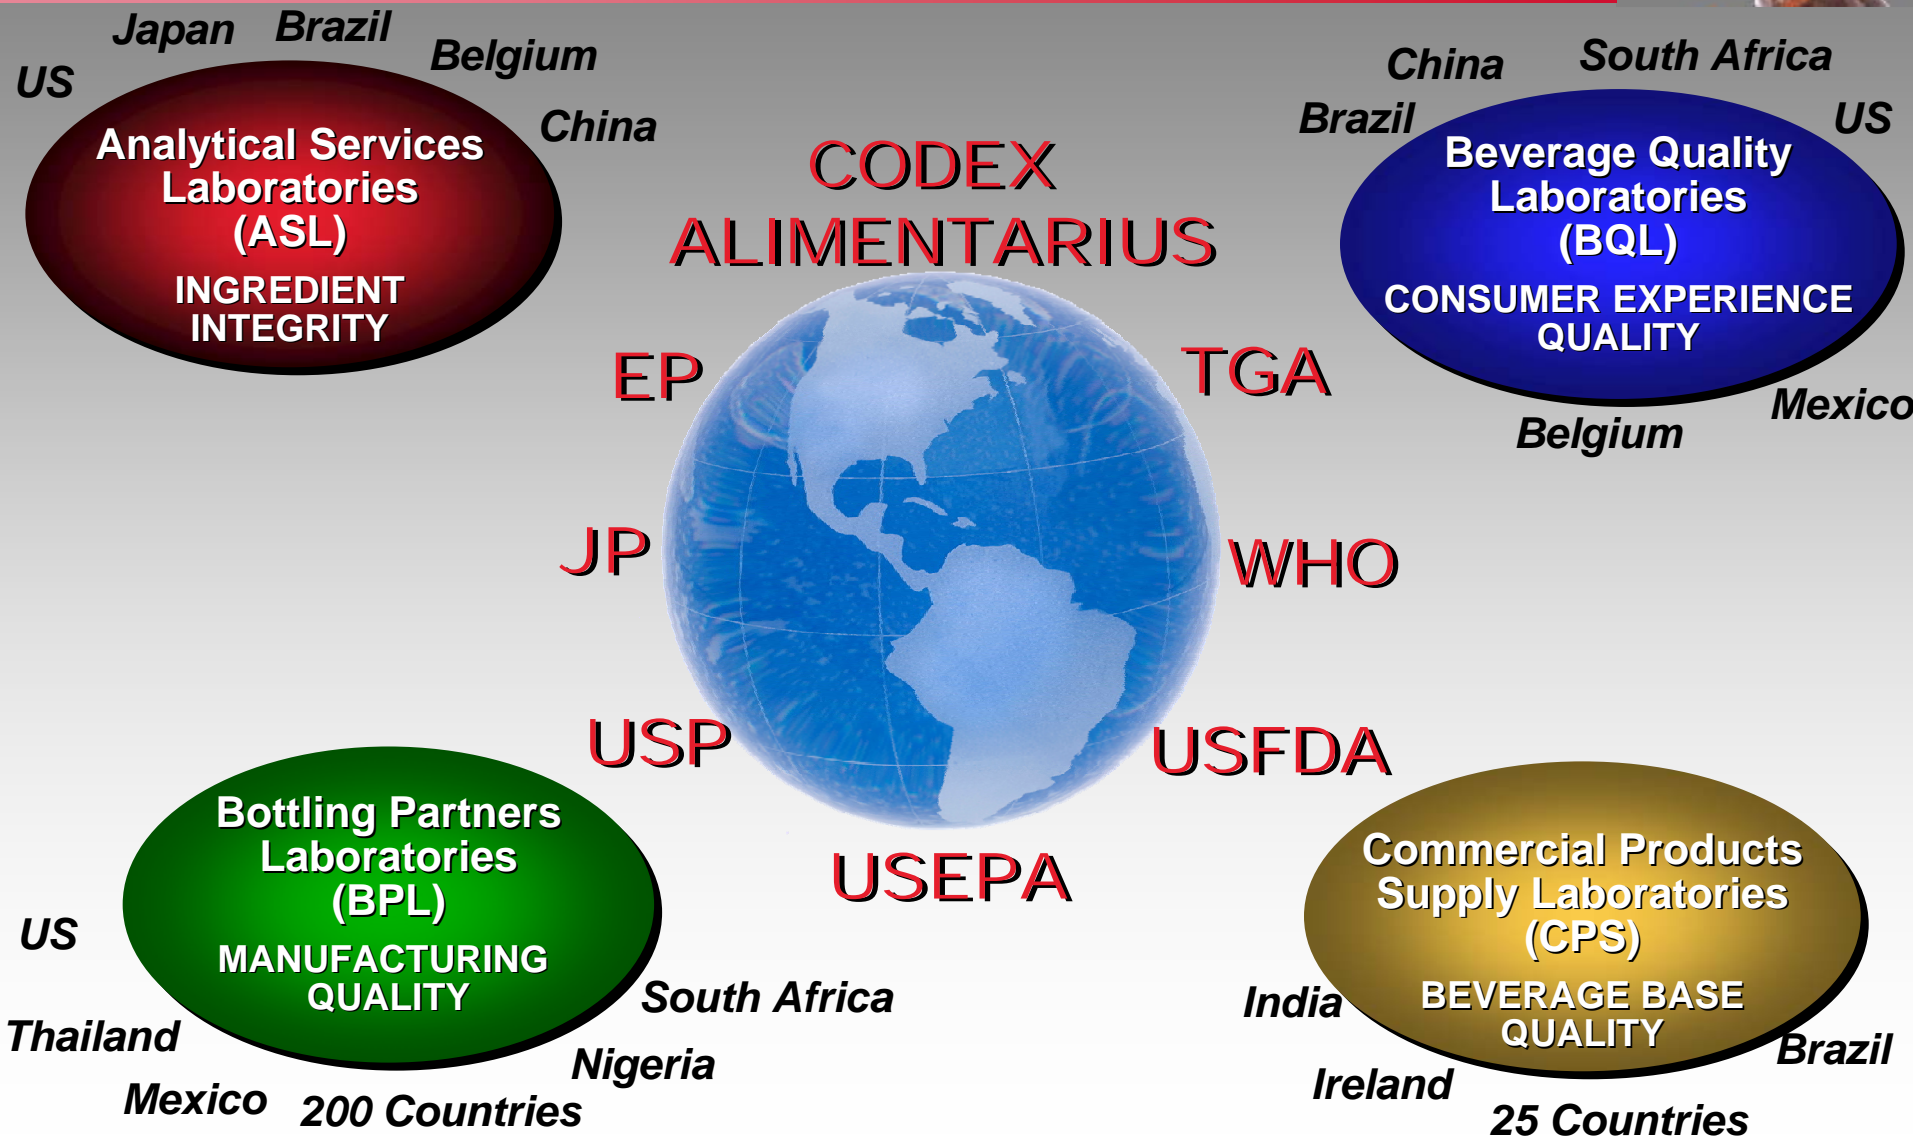 Japan
Brazil
Belgium
US
China
Analytical Services
Laboratories
(ASL)
INGREDIENT
INTEGRITY
China
South Africa
Brazil
US
Beverage Quality
Laboratories
(BQL)
CONSUMER EXPERIENCE
QUALITY
Mexico
Belgium
CODEX
ALIMENTARIUS
EP
TGA
JP
WHO
USP
USFDA
USEPA
Bottling Partners
Laboratories
(BPL)
MANUFACTURING
QUALITY
US
Thailand
Mexico
200 Countries
Nigeria
South Africa
Commercial Products
Supply Laboratories
(CPS)
BEVERAGE BASE
QUALITY
India
Ireland
25 Countries
Brazil